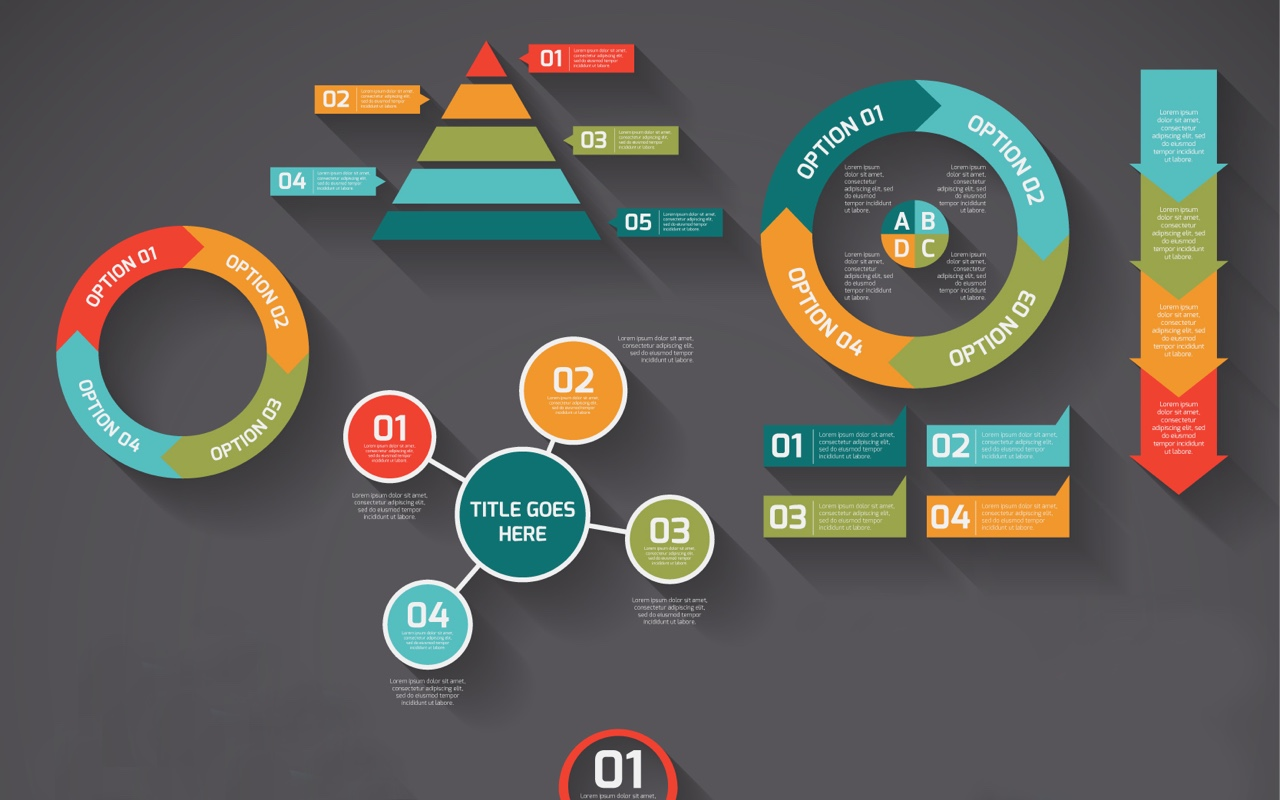 01
Lorem ipsum dolor sit amet,
consectetur adipiscing elit,
sed do eiusmod tempor
incididunt ut labore.
02
Lorem ipsum dolor sit amet,
consectetur adipiscing elit,
sed do eiusmod tempor
incididunt ut labore.
03
Lorem ipsum dolor sit amet,
consectetur adipiscing elit,
sed do eiusmod tempor
incididunt ut labore.
04
Lorem ipsum dolor sit amet,
consectetur adipiscing elit,
sed do eiusmod tempor
incididunt ut labore.
05
Lorem ipsum dolor sit amet,
consectetur adipiscing elit,
sed do eiusmod tempor
incididunt ut labore.
OPTION 01
OPTION 02
OPTION 03
OPTION 04
01
Lorem ipsum dolor sit amet,
consectetur adipiscing elit,
sed do eiusmod tempor
incididunt ut labore.
Lorem ipsum dolor sit amet,
consectetur adipiscing elit,
sed do eiusmod tempor
incididunt ut labore.
02
Lorem ipsum dolor sit amet,
consectetur adipiscing elit,
sed do eiusmod tempor
incididunt ut labore.
Lorem ipsum dolor sit amet,
consectetur adipiscing elit,
sed do eiusmod tempor
incididunt ut labore.
TITLE GOES
HERE
03
Lorem ipsum dolor sit amet,
consectetur adipiscing elit,
sed do eiusmod tempor
incididunt ut labore.
Lorem ipsum dolor sit amet,
consectetur adipiscing elit,
sed do eiusmod tempor
incididunt ut labore.
04
Lorem ipsum dolor sit amet,
consectetur adipiscing elit,
sed do eiusmod tempor
incididunt ut labore.
Lorem ipsum dolor sit amet,
consectetur adipiscing elit,
sed do eiusmod tempor
incididunt ut labore.
OPTION 01
OPTION 02
OPTION 03
OPTION 04
Lorem ipsum
dolor sit amet,
consectetur
adipiscing elit, sed
do eiusmod
tempor incididunt
ut labore.
Lorem ipsum
dolor sit amet,
consectetur
adipiscing elit, sed
do eiusmod
tempor incididunt
ut labore.
A B
D C
Lorem ipsum
dolor sit amet,
consectetur
adipiscing elit, sed
do eiusmod
tempor incididunt
ut labore.
Lorem ipsum
dolor sit amet,
consectetur
adipiscing elit, sed
do eiusmod
tempor incididunt
ut labore.
01
Lorem ipsum dolor sit amet,
consectetur adipiscing elit,
sed do eiusmod tempor
incididunt ut labore.
02
Lorem ipsum dolor sit amet,
consectetur adipiscing elit,
sed do eiusmod tempor
incididunt ut labore.
03
Lorem ipsum dolor sit amet,
consectetur adipiscing elit,
sed do eiusmod tempor
incididunt ut labore.
04
Lorem ipsum dolor sit amet,
consectetur adipiscing elit,
sed do eiusmod tempor
incididunt ut labore.
Lorem ipsum
dolor sit amet,
consectetur
adipiscing elit, sed
do eiusmod
tempor incididunt
ut labore.
Lorem ipsum
dolor sit amet,
consectetur
adipiscing elit, sed
do eiusmod
tempor incididunt
ut labore.
Lorem ipsum
dolor sit amet,
consectetur
adipiscing elit, sed
do eiusmod
tempor incididunt
ut labore.
Lorem ipsum
dolor sit amet,
consectetur
adipiscing elit, sed
do eiusmod
tempor incididunt
ut labore.
01
Lorem ipsum dolor sit amet,